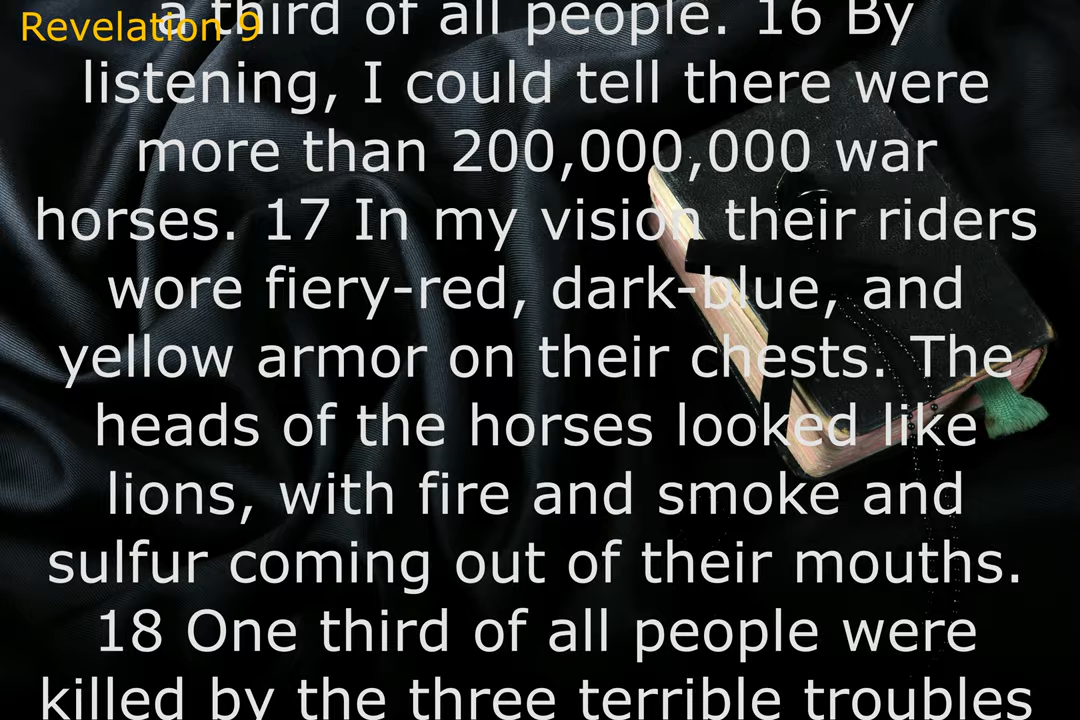 Revelation 9
a third of all people. 16 By
listening, I could tell there were
more than 200,000,000 war
horses. 17 In my vision their riders
wore fiery-red, dark-blue, and
yellow armor on their chests. The
heads of the horses looked like
lions, with fire and smoke and
sulfur coming out of their mouths.
18 One third of all people were
killed by the three terrible troubles